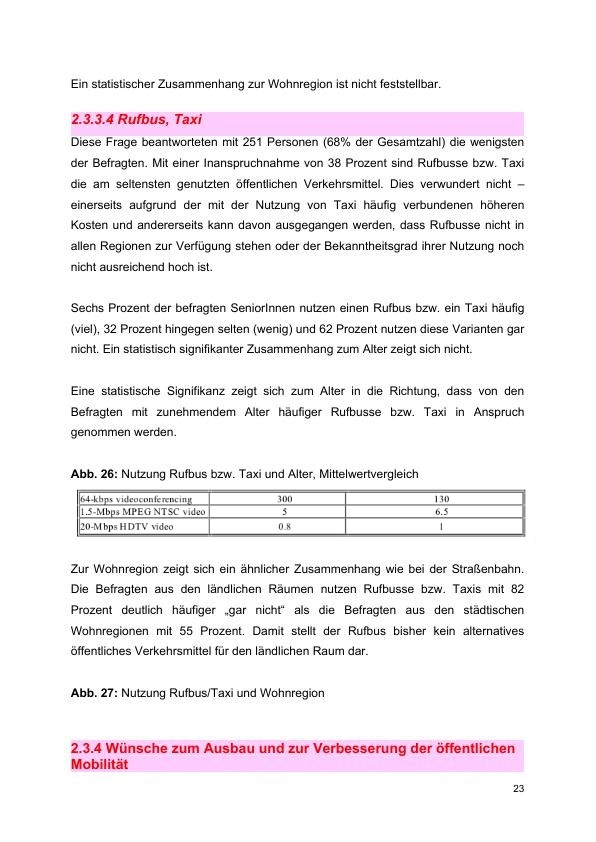 Ein statistischer Zusammenhang zur Wohnregion ist nicht feststellbar.
2.3.3.4 Rufbus, Taxi
Diese Frage beantworteten mit 251 Personen (68% der Gesamtzahl) die wenigsten
der Befragten. Mit einer Inanspruchnahme von 38 Prozent sind Rufbusse bzw. Taxi
die am seltensten genutzten öffentlichen Verkehrsmittel. Dies verwundert nicht –
einerseits aufgrund der mit der Nutzung von Taxi häufig verbundenen höheren
Kosten und andererseits kann davon ausgegangen werden, dass Rufbusse nicht in
allen Regionen zur Verfügung stehen oder der Bekanntheitsgrad ihrer Nutzung noch
nicht ausreichend hoch ist.
Sechs Prozent der befragten SeniorInnen nutzen einen Rufbus bzw. ein Taxi häufig
(viel), 32 Prozent hingegen selten (wenig) und 62 Prozent nutzen diese Varianten gar
nicht. Ein statistisch signifikanter Zusammenhang zum Alter zeigt sich nicht.
Eine statistische Signifikanz zeigt sich zum Alter in die Richtung, dass von den
Befragten mit zunehmendem Alter häufiger Rufbusse bzw. Taxi in Anspruch
genommen werden.
Abb. 26: Nutzung Rufbus bzw. Taxi und Alter, Mittelwertvergleich
64-kbps videoconferencing 300 130
1.5-Mbps MPEG NTSC video 5 6.5
20-Mbps HDTV video 0.8 1
Zur Wohnregion zeigt sich ein ähnlicher Zusammenhang wie bei der Straßenbahn.
Die Befragten aus den ländlichen Räumen nutzen Rufbusse bzw. Taxis mit 82
Prozent deutlich häufiger „gar nicht“ als die Befragten aus den städtischen
Wohnregionen mit 55 Prozent. Damit stellt der Rufbus bisher kein alternatives
öffentliches Verkehrsmittel für den ländlichen Raum dar.
Abb. 27: Nutzung Rufbus/Taxi und Wohnregion
2.3.4 Wünsche zum Ausbau und zur Verbesserung der öffentlichen
Mobilität
23